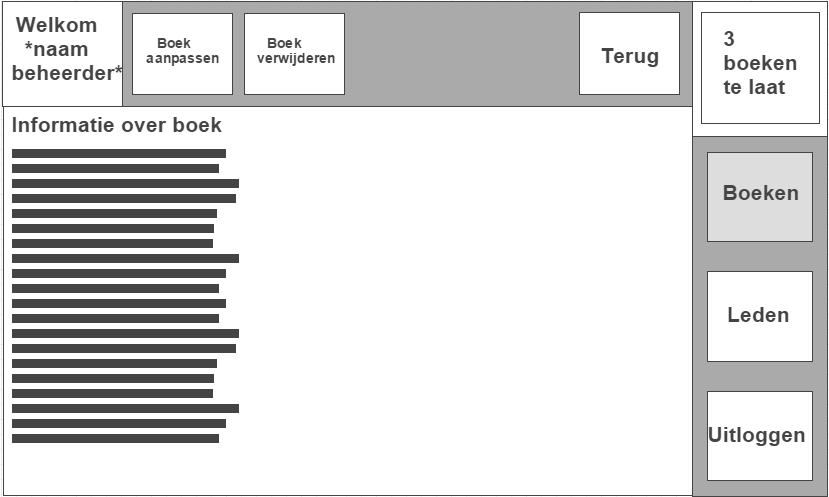 Welkom
*naam
beheerder*
Boek
aanpassen
Boek
verwijderen
Terug
3
boeken
te laat
Informatie over boek
Boeken
Leden
Uitloggen